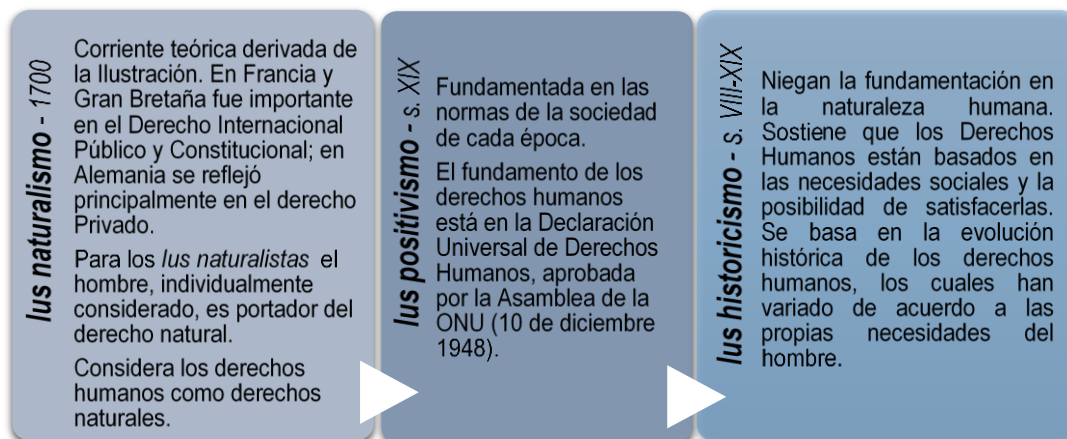 Ius naturalismo - 1700
Corriente teórica derivada de
la Ilustración. En Francia y
Gran Bretaña fue importante
en el Derecho Internacional
Público y Constitucional; en
Alemania se reflejó
principalmente en el derecho
Privado.
Para los Ius naturalistas el
hombre, individualmente
considerado, es portador del
derecho natural.
Considera los derechos
humanos como derechos
naturales.
Ius positivismo - s. XIX
Fundamentada en las
normas de la sociedad
de cada época.
El fundamento de los
derechos humanos
está en la Declaración
Universal de Derechos
Humanos, aprobada
por la Asamblea de la
ONU (10 de diciembre
1948).
Ius historicismo - s. VIII-XIX
Niegan la fundamentación en
la naturaleza humana.
Sostiene que los Derechos
Humanos están basados en
las necesidades sociales y la
posibilidad de satisfacerlas.
Se basa en la evolución
histórica de los derechos
humanos, los cuales han
variado de acuerdo a las
propias necesidades del
hombre.